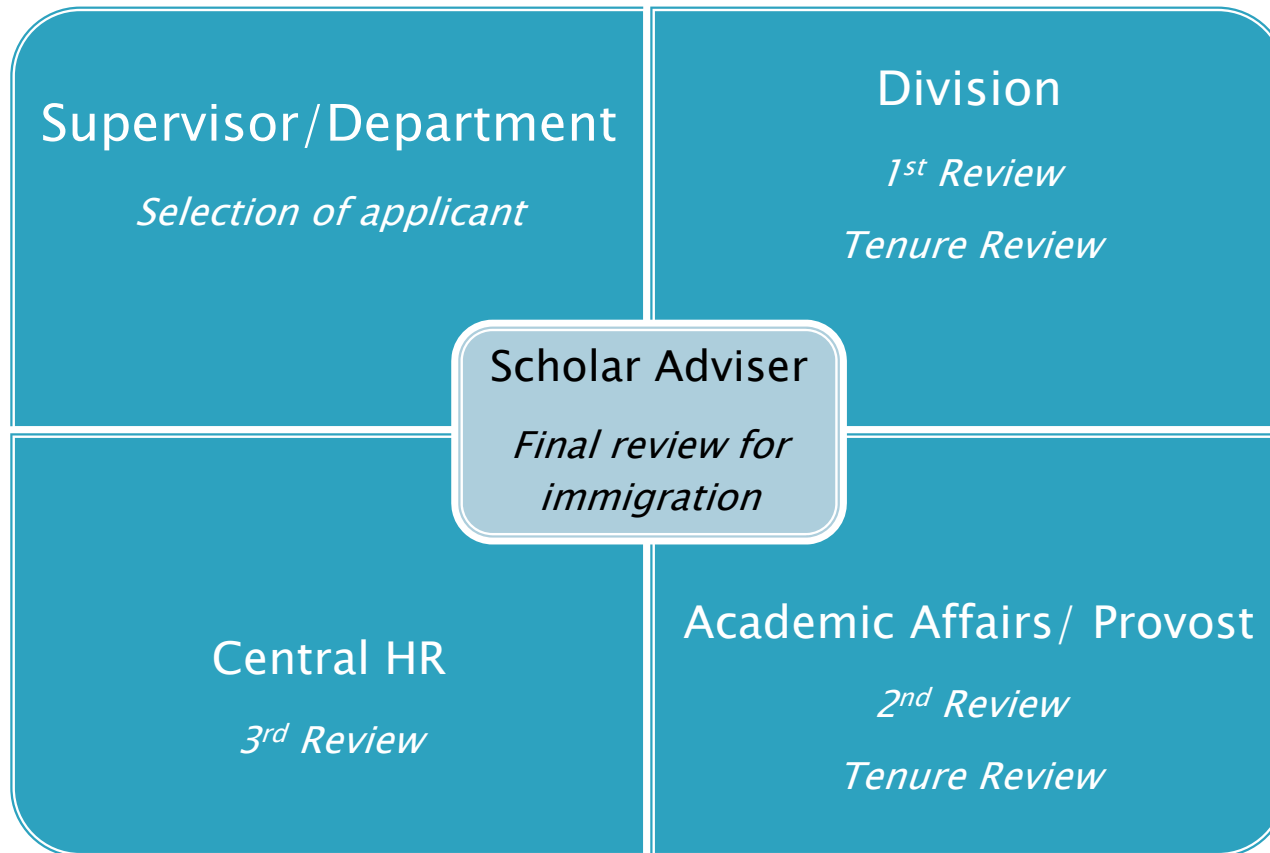 Supervisor/Department
Selection of applicant
Division
1st Review
Tenure Review
Scholar Adviser
Final review for
immigration
Central HR
3rd Review
Academic Affairs/ Provost
2nd Review
Tenure Review